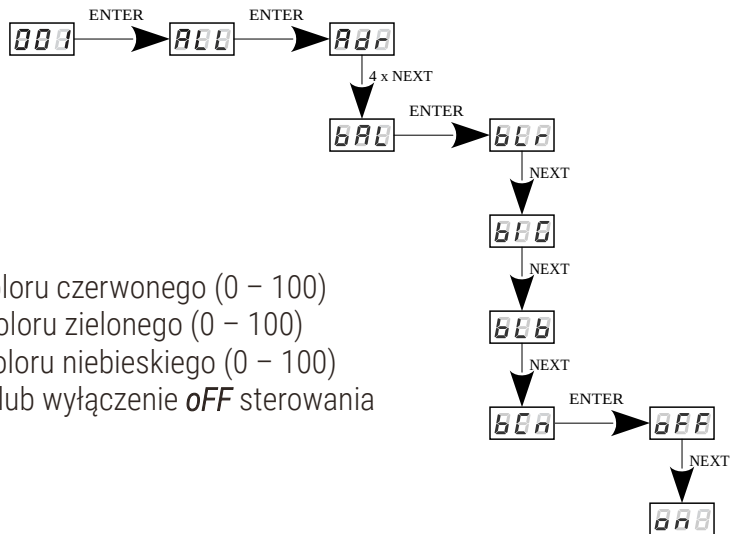 ENTER ENTER
001 ALL Adr
4 x NEXT
ENTER
bAL bLr
NEXT
NEXT
oloru czerwonego (0 – 100)
oloru zielonego (0 – 100)
bLb
oloru niebieskiego (0 – 100)
NEXT
lub wyłączenie oFF sterowania
ENTER
bCn oFF
NEXT
on